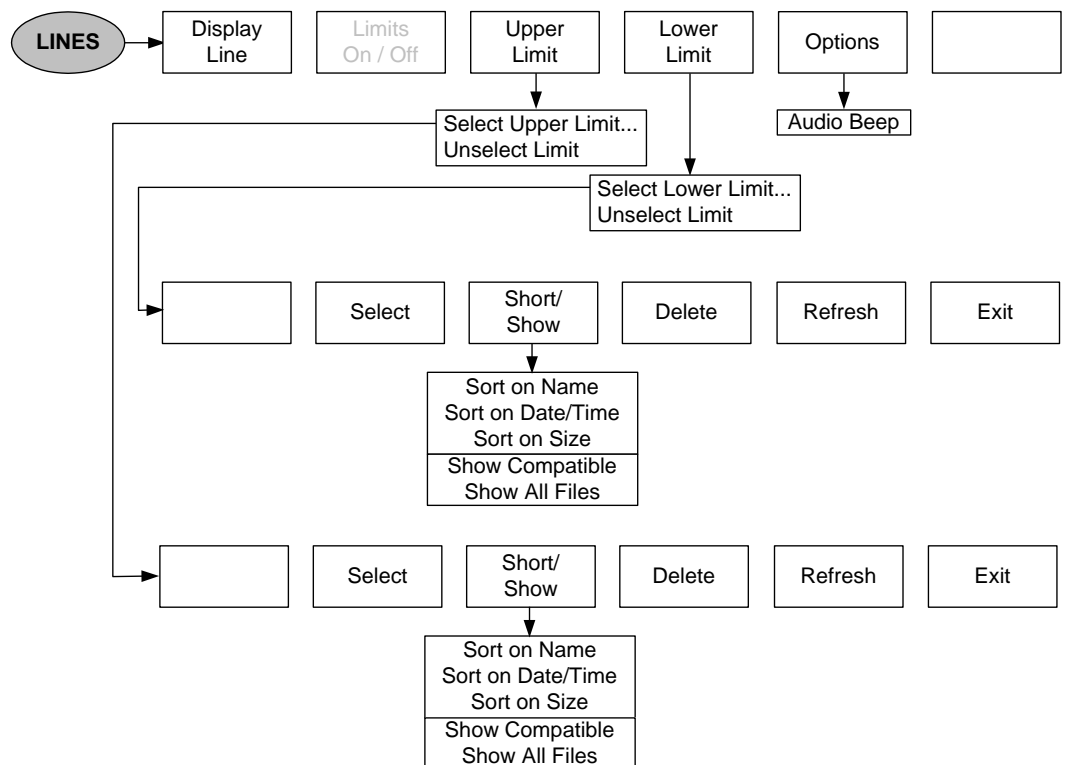 LINES
Display
Line
Limits
On / Off
Upper
Limit
Lower
Limit
Options
Select Upper Limit...
Unselect Limit
Audio Beep
Select Lower Limit...
Unselect Limit
Select
Short/
Show
Delete
Refresh
Exit
Sort on Name
Sort on Date/Time
Sort on Size
Show Compatible
Show All Files
Select
Short/
Show
Delete
Refresh
Exit
Sort on Name
Sort on Date/Time
Sort on Size
Show Compatible
Show All Files